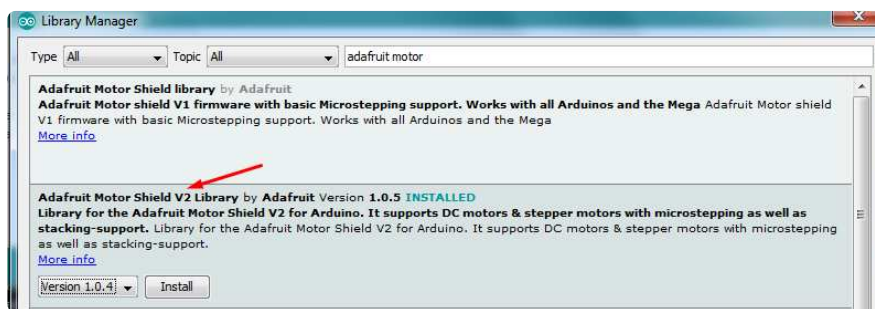 Library Manager
Type All Topic All adafruit motor
Adafruit Motor Shield library by Adafruit
Adafruit Motor shield V1 firmware with basic Microstepping support. Works with all Arduinos and the Mega Adafruit Motor shield
V1 firmware with basic Microstepping support. Works with all Arduinos and the Mega
More info
Adafruit Motor Shield V2 Library by Adafruit Version 1.0.5 INSTALLED
Library for the Adafruit Motor Shield V2 for Arduino. It supports DC motors & stepper motors with microstepping as well as
stacking-support. Library for the Adafruit Motor Shield V2 for Arduino. It supports DC motors & stepper motors with microstepping
as well as stacking-support.
More info
Version 1.0.4 Install